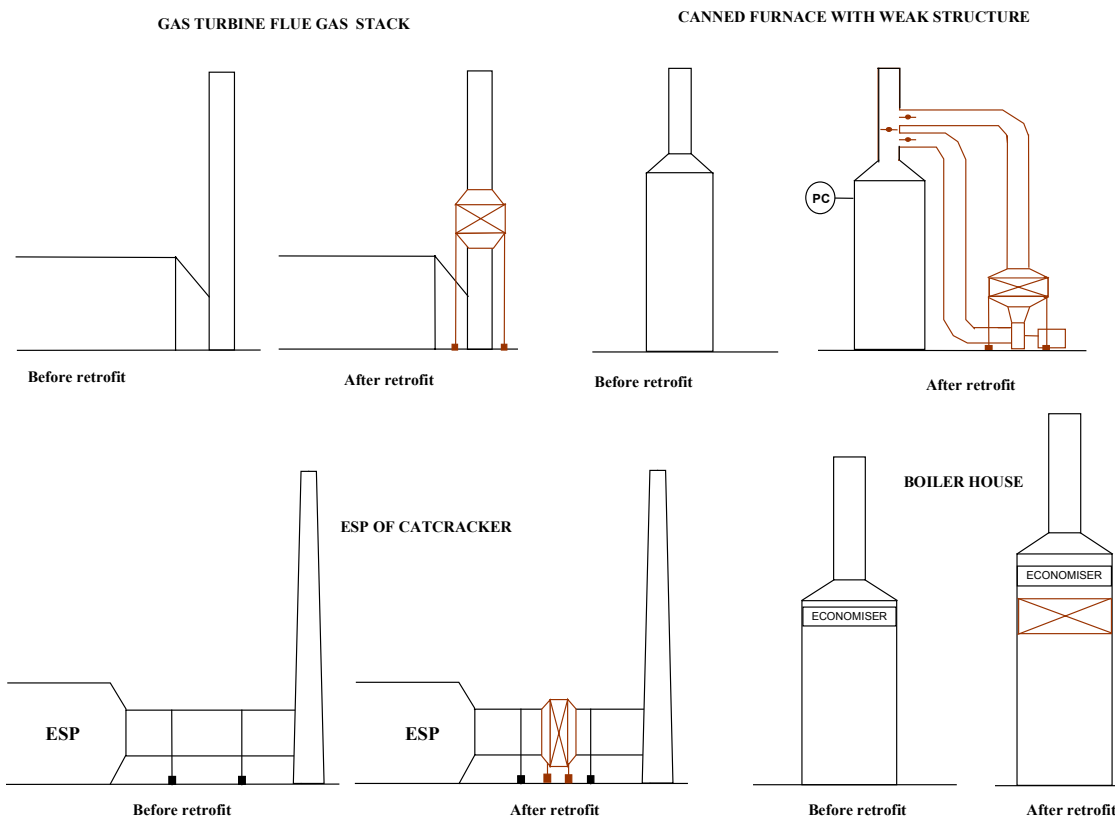 GAS TURBINE FLUE GAS STACK
CANNED FURNACE WITH WEAK STRUCTURE
PC
Before retrofit
After retrofit
Before retrofit
After retrofit
ESP OF CATCRACKER
BOILER HOUSE
ECONOMISER
ECONOMISER
ESP
ESP
Before retrofit
After retrofit
Before retrofit
After retrofit